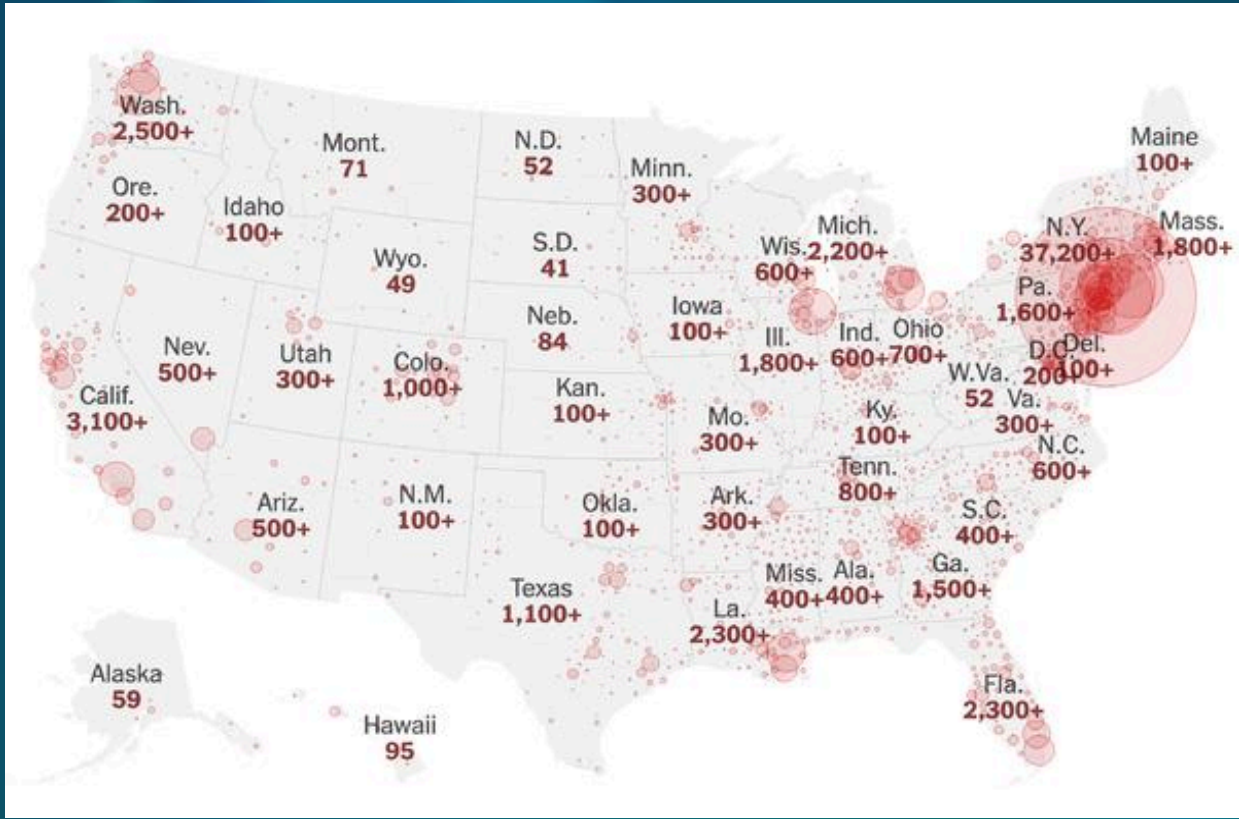 Wash.
2,500+
Mont.
71
N.D.
52
Minn.
300+
Maine
100+
Ore.
200+
Idaho
100+
Wyo.
49
S.D.
41
Wis.
600+
Mich.
2,200+
N.Y.
37,200+
Mass.
1,800+
Pa.
1,600+
Nev.
500+
Utah
300+
Colo.
1,000+
Neb.
84
Iowa
100+
Ill.
1,800+
Ind.
600+
Ohio
700+
D.C.
200+
Del.
100+
Calif.
3,100+
Kan.
100+
Mo.
300+
Ky.
100+
W.Va.
52
Va.
300+
N.C.
600+
Ariz.
500+
N.M.
100+
Okla.
100+
Ark.
300+
Tenn.
800+
S.C.
400+
Texas
1,100+
La.
2,300+
Miss.
400+
Ala.
400+
Ga.
1,500+
Alaska
59
Hawaii
95
Fla.
2,300+